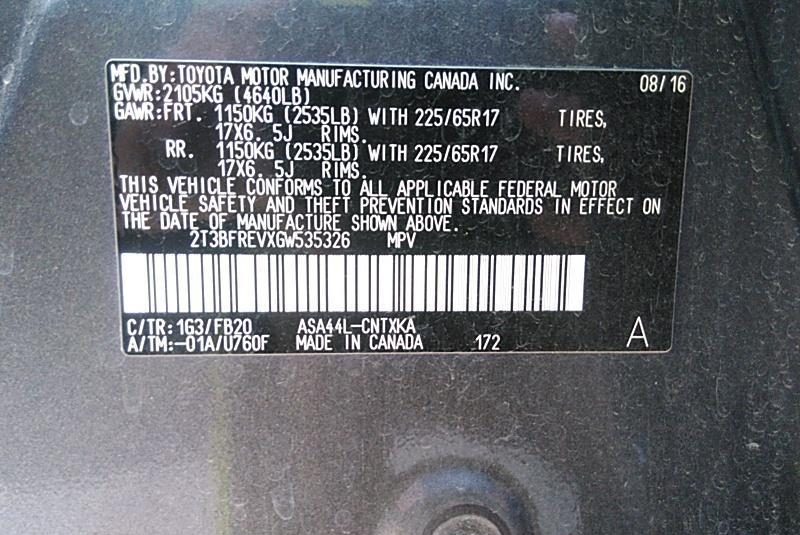 MFD.BY:TOYOTA MOTOR MANUFACTURING CANADA INC. 08/16
GVWR:2105KG (4640LB)
GAWR:FRT. 1150KG (2535LB) WITH 225/65R17 TIRES,
17X6. 5J RIMS.
RR. 1150KG (2535LB) WITH 225/65R17 TIRES,
17X6. 5J RIMS.
THIS VEHICLE CONFORMS TO ALL APPLICABLE FEDERAL MOTOR
VEHICLE SAFETY AND THEFT PREVENTION STANDARDS IN EFFECT ON
THE DATE OF MANUFACTURE SHOWN ABOVE.
2T3BFREVXGW535326 MPV
C/TR:1G3/FB20 ASA44L-CNTXKA
A/TM:-01A/U760F MADE IN CANADA 172 A